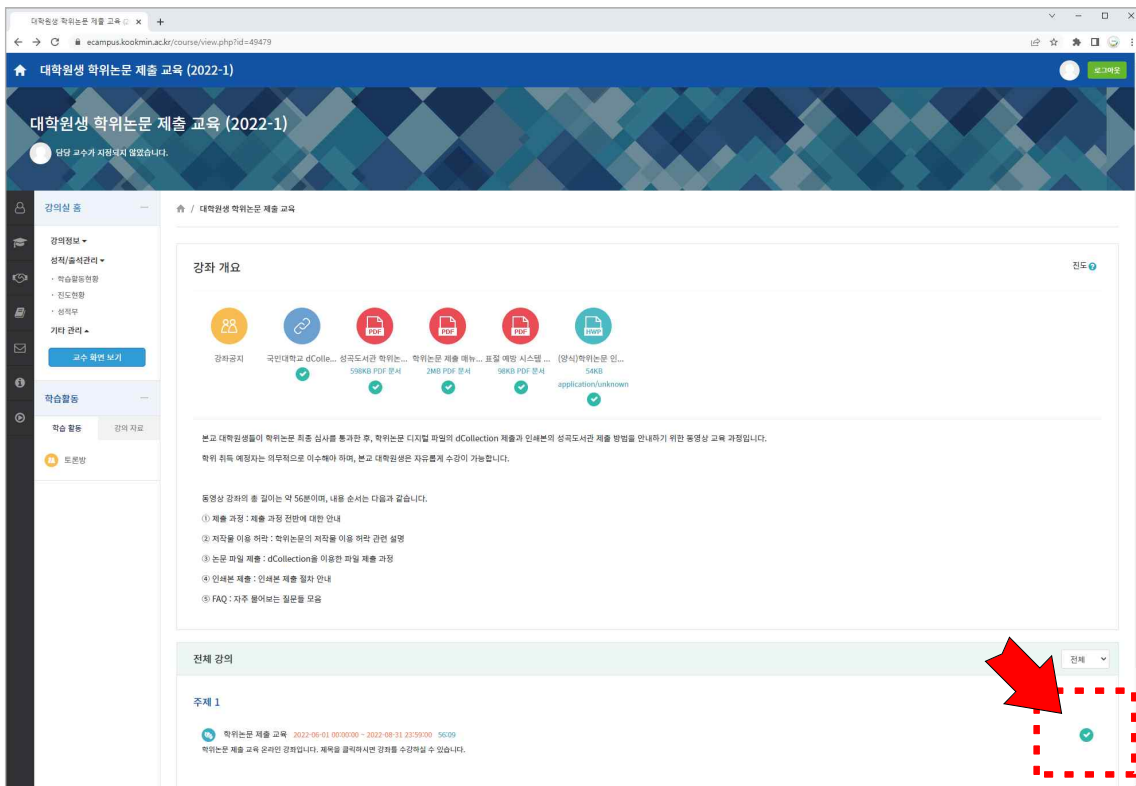 대학원생 학위논문 제출 교육
ecampus.kookmin.ac.kr/course/view.php?id=49479
대학원생 학위논문 제출 교육 (2022-1)
로그아웃
대학원생 학위논문 제출 교육 (2022-1)
담당 교수가 지정되지 않았습니다.
강의실 홈
/ 대학원생 학위논문 제출 교육
강의정보
성적/출석관리
· 학습활동현황
· 진도현황
· 성적부
기타 관리
교수 화면 보기
학습활동
학습 활동 강의 자료
토론방
강좌 개요
진도
PDF PDF PDF HWP
강좌공지 국민대학교 dColle... 성곡도서관 학위논... 학위논문 제출 매뉴... 표절 예방 시스템 ... (양식)학위논문 인...
598KB PDF 문서 2MB PDF 문서 98KB PDF 문서 54KB
application/unknown
본교 대학원생들이 학위논문 최종 심사를 통과한 후, 학위논문 디지털 파일의 dCollection 제출과 인쇄본의 성곡도서관 제출 방법을 안내하기 위한 동영상 교육 과정입니다.
학위 취득 예정자는 의무적으로 이수해야 하며, 본교 대학원생은 자유롭게 수강이 가능합니다.
동영상 강좌의 총 길이는 약 56분이며, 내용 순서는 다음과 같습니다.
① 제출 과정 : 제출 과정 전반에 대한 안내
② 저작물 이용 허락 : 학위논문의 저작물 이용 허락 관련 설명
③ 논문 파일 제출 : dCollection을 이용한 파일 제출 과정
④ 인쇄본 제출 : 인쇄본 제출 절차 안내
⑤ FAQ : 자주 물어보는 질문들 모음
전체 강의
전체
주제 1
학위논문 제출 교육 2022-06-01 00:00:00 ~ 2022-08-31 23:59:00 56:09
학위논문 제출 교육 온라인 강좌입니다. 제목을 클릭하시면 강좌를 수강하실 수 있습니다.